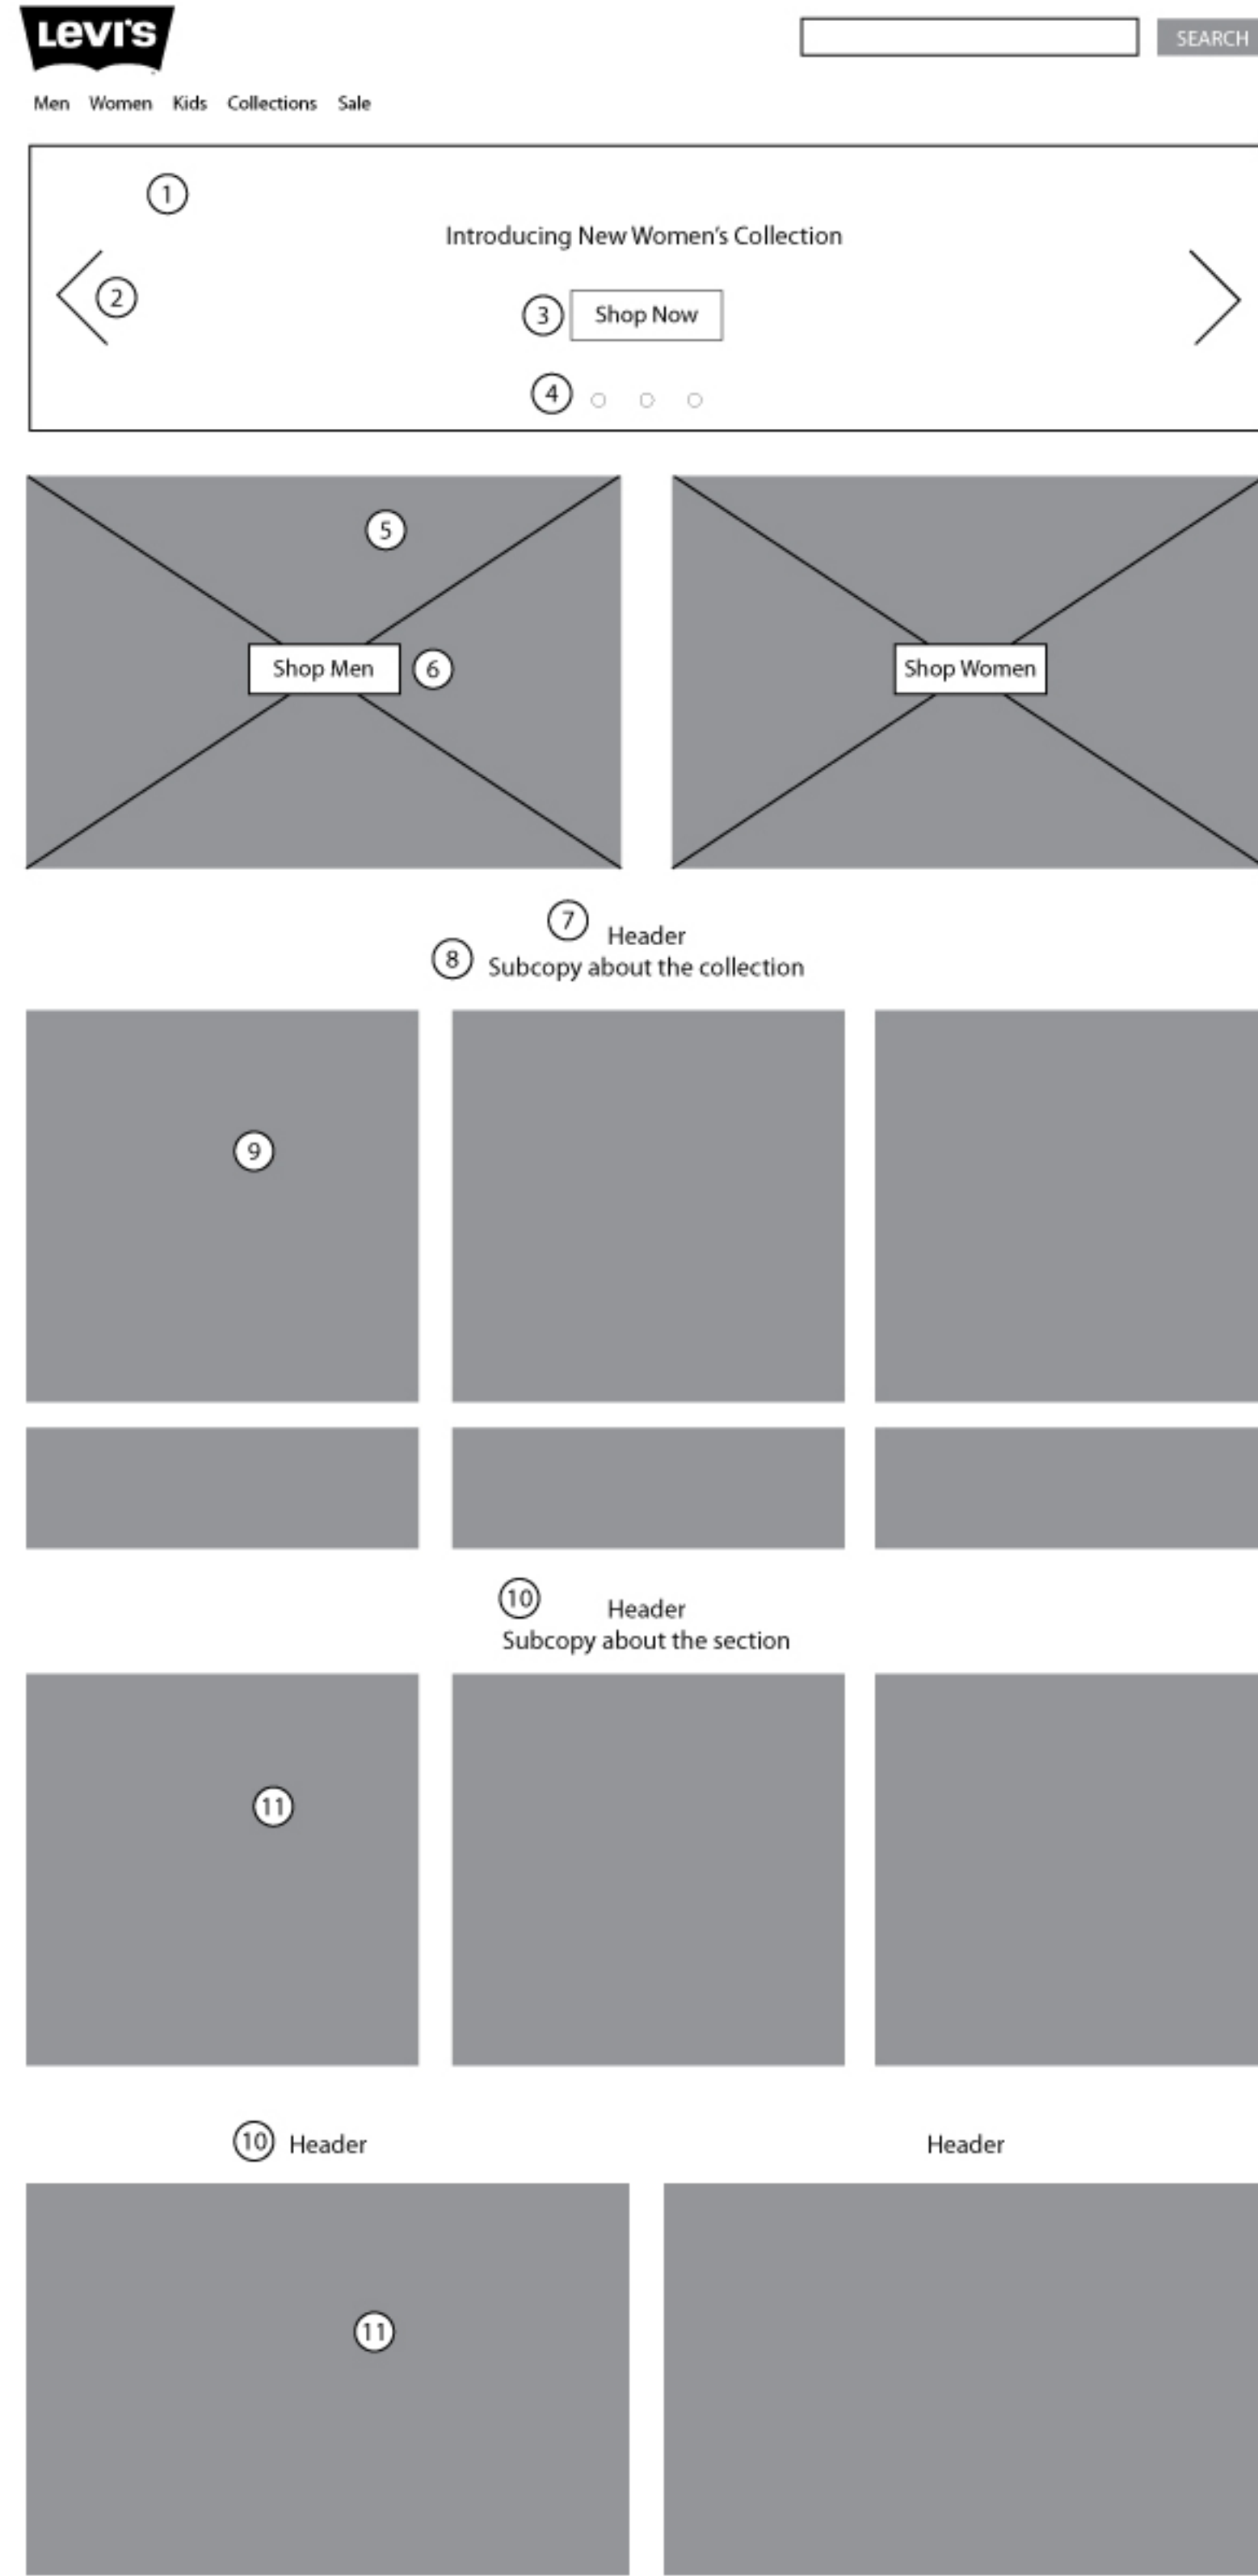 Levi's
SEARCH
Men Women Kids Collections Sale
1
Introducing New Women's Collection
2
3 Shop Now
4
5
Shop Men 6 Shop Women
7
Header
8 Subcopy about the collection
9
10
Header
Subcopy about the section
11
10 Header Header
11